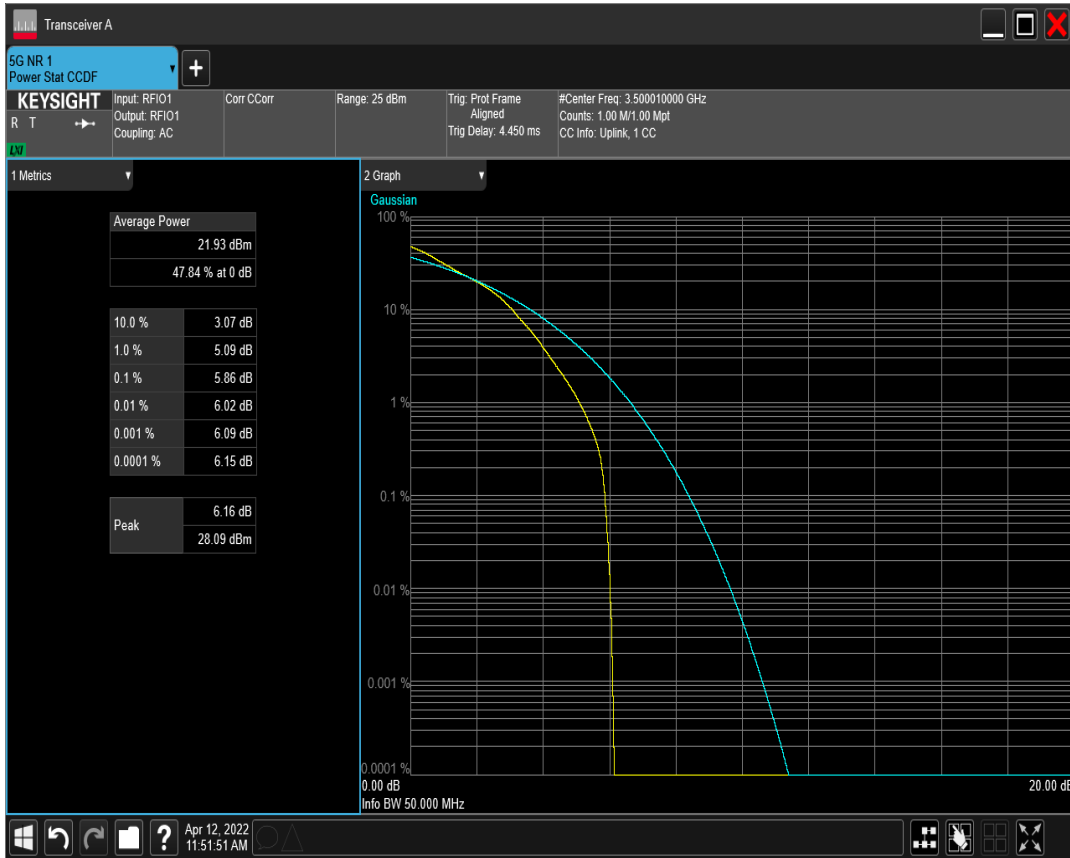 Transceiver A
5G NR 1
Power Stat CCDF
KEYSIGHT
R T
LXI
Input: RFIO1
Output: RFIO1
Coupling: AC
Corr CCorr
Range: 25 dBm
Trig: Prot Frame
Aligned
Trig Delay: 4.450 ms
#Center Freq: 3.500010000 GHz
Counts: 1.00 M/1.00 Mpt
CC Info: Uplink, 1 CC
1 Metrics
Average Power
21.93 dBm
47.84 % at 0 dB
10.0 % 3.07 dB
1.0 % 5.09 dB
0.1 % 5.86 dB
0.01 % 6.02 dB
0.001 % 6.09 dB
0.0001 % 6.15 dB
Peak 6.16 dB
28.09 dBm
2 Graph
Gaussian
100 %
10 %
1 %
0.1 %
0.01 %
0.001 %
0.0001 %
0.00 dB 20.00 dB
Info BW 50.000 MHz
? Apr 12, 2022
11:51:51 AM